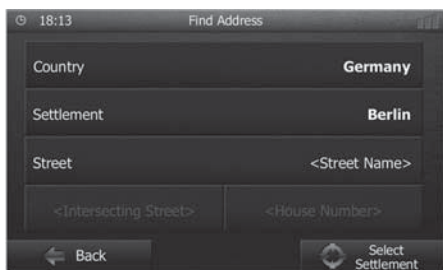 18:13 Find Address
Country Germany
Settlement Berlin
Street <Street Name>
<Intersecting Street> <House Number>
Back Select
Settlement